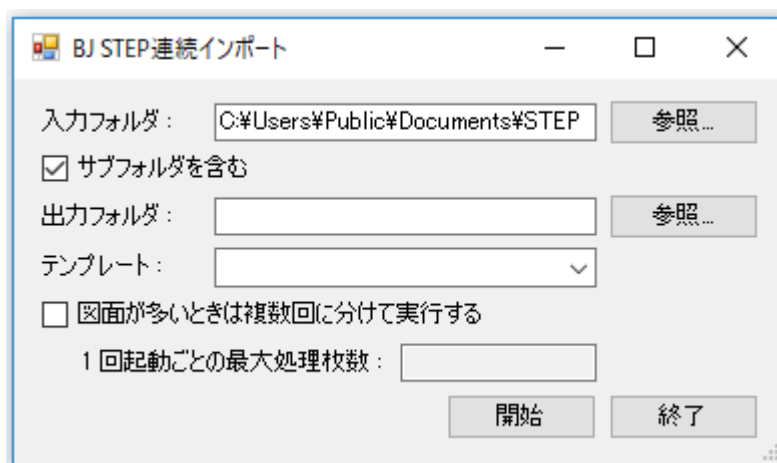 BJ STEP連続インポート
入力フォルダ： C:¥Users¥Public¥Documents¥STEP 参照...
サブフォルダを含む
出力フォルダ： 参照...
テンプレート：
図面が多いときは複数回に分けて実行する
1回起動ごとの最大処理枚数：
開始 終了